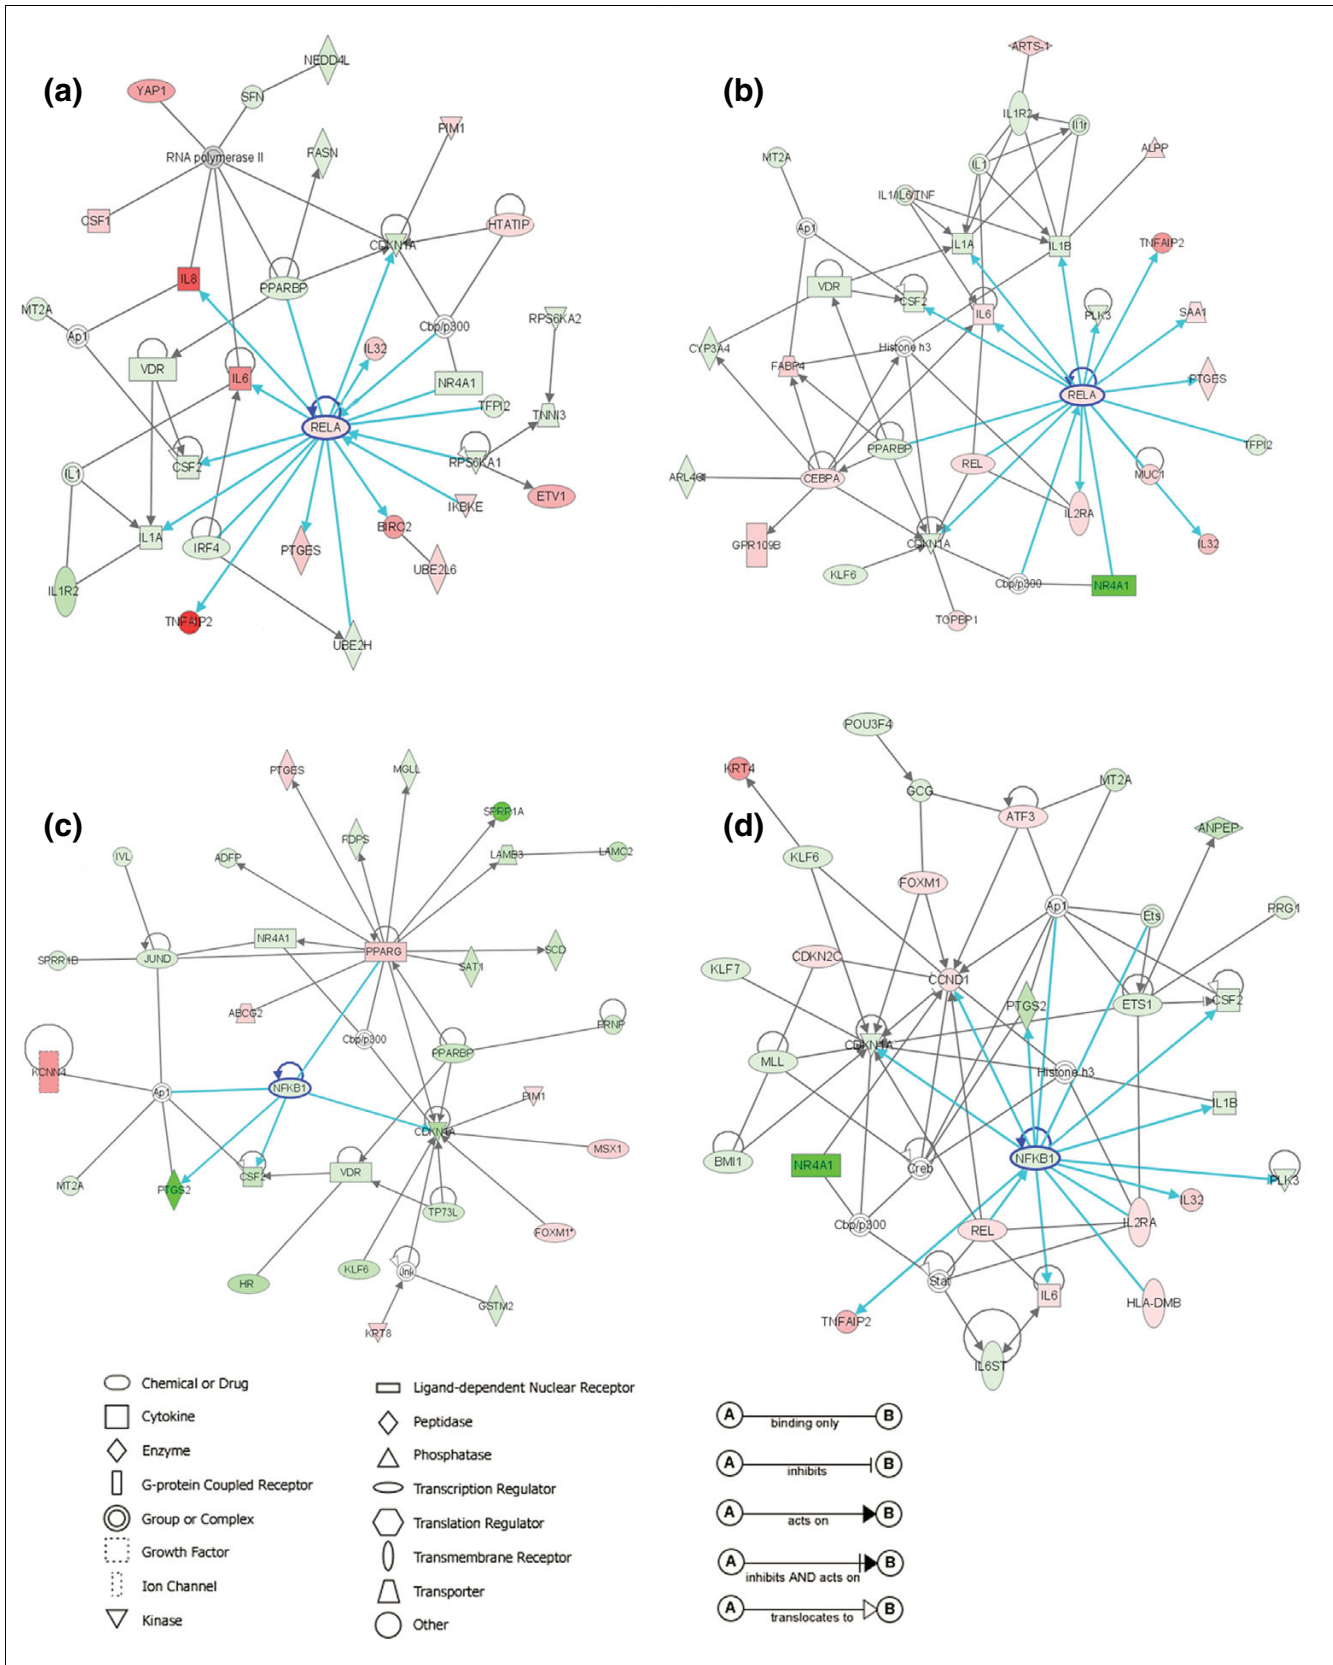 (a)
NEDD4L
YAP1
SFN
PIM1
RNA polymerase II
FASN
CSF1
HTATIP
CDKN1A
IL8
PPARBP
MT2A
Ap1
Cbp/p300
RPS6KA2
IL32
VDR
IL6
NR4A1
TFPI2
TNNI3
RELA
CSF2
RPS6KA1
IL1
ETV1
IKBKE
BIRC2
IL1A
IRF4
PTGES
UBE2L6
IL1R2
TNFAIP2
UBE2H
(b)
ARTS-1
IL1R2
Il1r
ALPP
MT2A
IL1
IL1/IL6/TNF
Ap1
IL1A
IL1B
TNFAIP2
VDR
CSF2
IL6
PLK3
SAA1
CYP3A4
Histone h3
FABP4
PTGES
RELA
PPARBP
TFPI2
ARL4C
CEBPA
REL
MUC1
IL2RA
GPR109B
CDKN1A
IL32
KLF6
Cbp/p300
NR4A1
TOPBP1
(c)
PTGES
MGLL
SPRR1A
FDPS
IVL
ADFP
LAMB3
LAMC2
NR4A1
PPARG
SCD
SPRR1B
JUND
SAT1
ABCG2
PRNP
Cbp/p300
PPARBP
KCNN4
Ap1
NFKB1
PIM1
CDKN1A
MSX1
MT2A
PTGS2
CSF2
VDR
TP73L
FOXM1*
HR
KLF6
Jnk
GSTM2
KRT8
(d)
POU3F4
KRT4
GCG
MT2A
ATF3
ANPEP
KLF6
FOXM1
Ap1
Ets
PRG1
CDKN2C
KLF7
CCND1
PTGS2
ETS1
CSF2
CDKN1A
MLL
Histone h3
IL1B
BMI1
NR4A1
Creb
NFKB1
PLK3
IL32
Cbp/p300
REL
IL2RA
Stat
IL6
HLA-DMB
TNFAIP2
IL6ST
Chemical or Drug
Cytokine
Enzyme
G-protein Coupled Receptor
Group or Complex
Growth Factor
Ion Channel
Kinase
Ligand-dependent Nuclear Receptor
Peptidase
Phosphatase
Transcription Regulator
Translation Regulator
Transmembrane Receptor
Transporter
Other
A binding only B
A inhibits B
A acts on B
A inhibits AND acts on B
A translocates to B